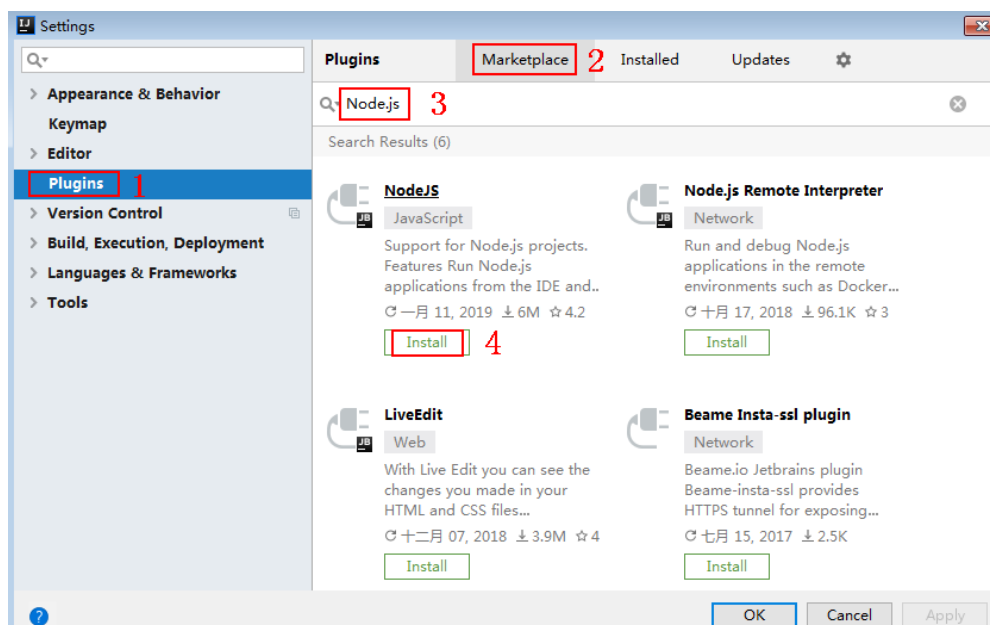 Settings
Plugins Marketplace 2 Installed Updates
Appearance & Behavior
Keymap
Editor
Plugins 1
Version Control
Build, Execution, Deployment
Languages & Frameworks
Tools
Node.js 3
Search Results (6)
NodeJS
JavaScript
Support for Node.js projects.
Features Run Node.js
applications from the IDE and..
一月 11, 2019 6M 4.2
Install 4
Node.js Remote Interpreter
Network
Run and debug Node.js
applications in the remote
environments such as Docker...
十月 17, 2018 96.1K 3
Install
LiveEdit
Web
With Live Edit you can see the
changes you made in your
HTML and CSS files...
十二月 07, 2018 3.9M 4
Install
Beame Insta-ssl plugin
Network
Beame.io Jetbrains plugin
Beame-insta-ssl provides
HTTPS tunnel for exposing...
七月 15, 2017 2.5K
Install
? OK Cancel Apply